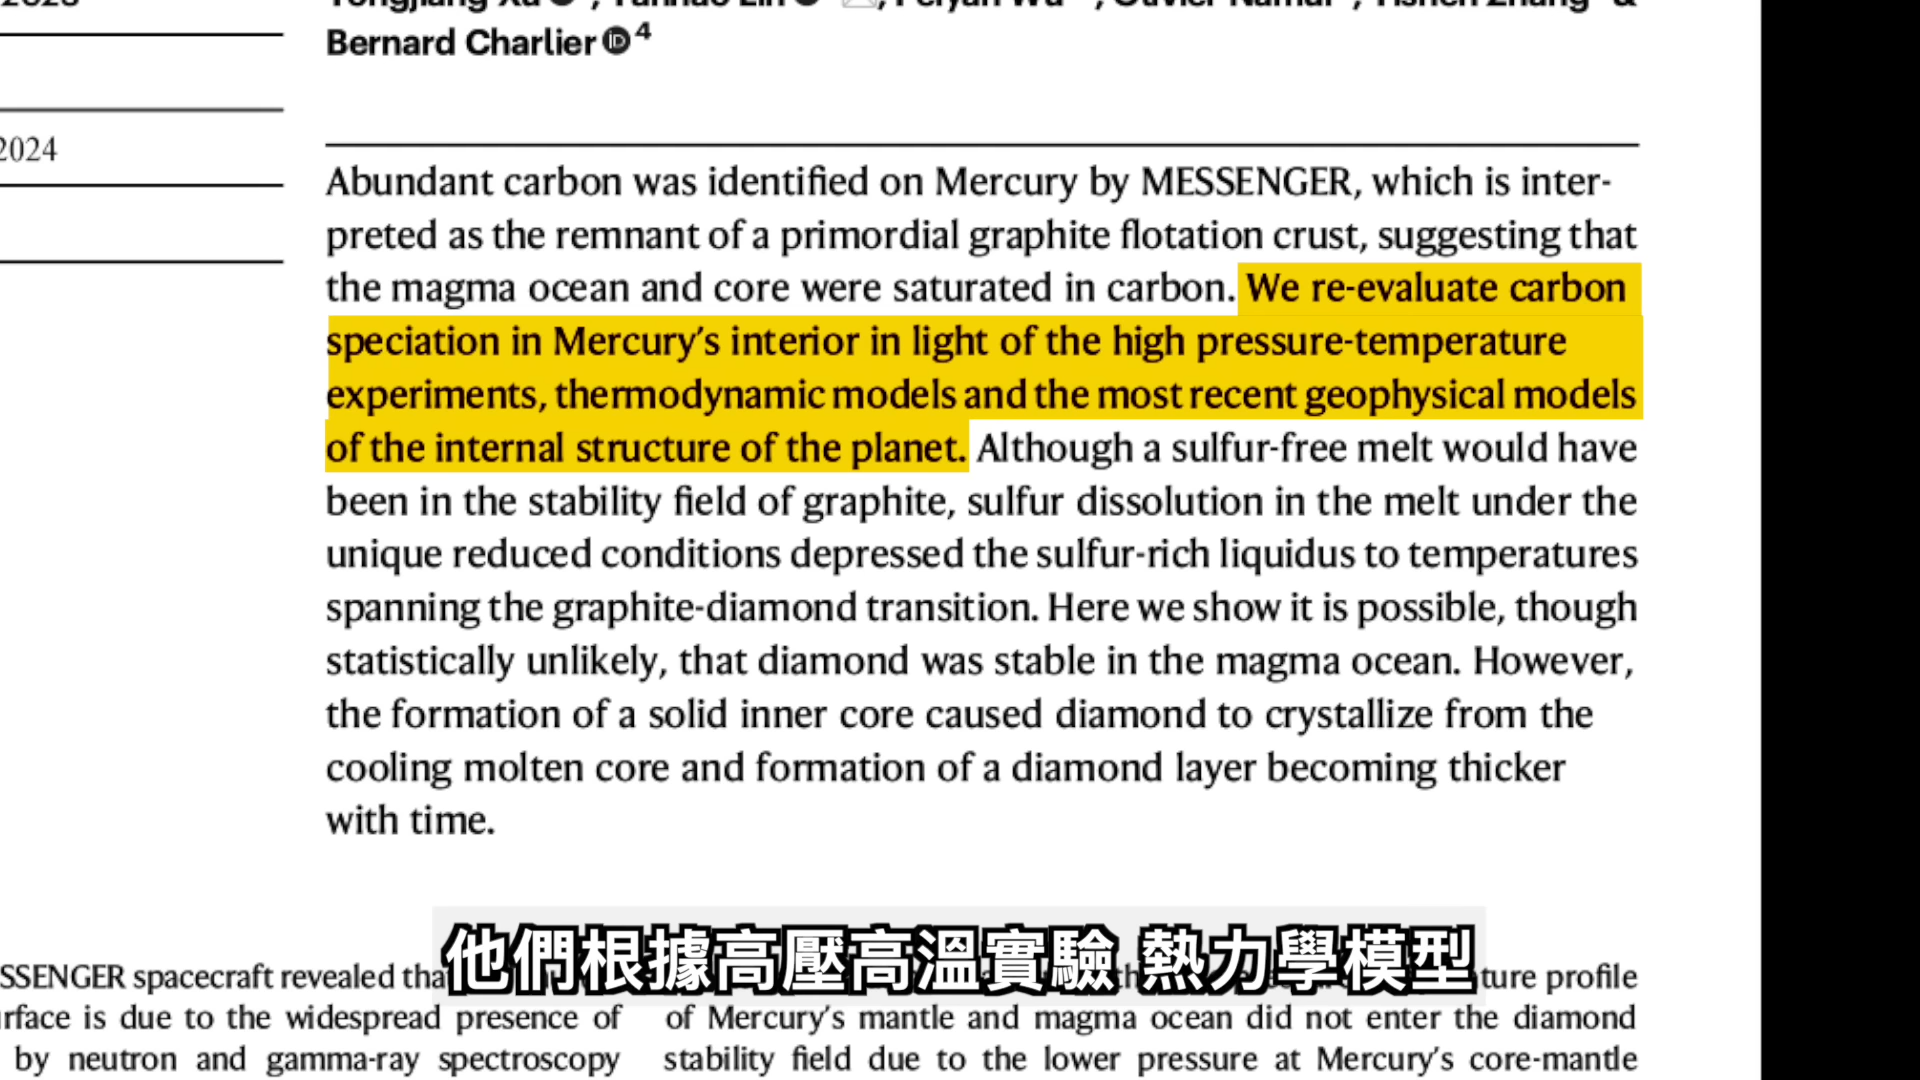 Bernard Charlier iD 4
2024
Abundant carbon was identified on Mercury by MESSENGER, which is inter-
preted as the remnant of a primordial graphite flotation crust, suggesting that
the magma ocean and core were saturated in carbon. We re-evaluate carbon
speciation in Mercury’s interior in light of the high pressure-temperature
experiments, thermodynamic models and the most recent geophysical models
of the internal structure of the planet. Although a sulfur-free melt would have
been in the stability field of graphite, sulfur dissolution in the melt under the
unique reduced conditions depressed the sulfur-rich liquidus to temperatures
spanning the graphite-diamond transition. Here we show it is possible, though
statistically unlikely, that diamond was stable in the magma ocean. However,
the formation of a solid inner core caused diamond to crystallize from the
cooling molten core and formation of a diamond layer becoming thicker
with time.
他們根據高壓高溫實驗 熱力學模型
SSENGER spacecraft revealed
rface is due to the widespread presence of
by neutron and gamma-ray spectroscopy
profile
of Mercury’s mantle and magma ocean did not enter the diamond
stability field due to the lower pressure at Mercury’s core-mantle